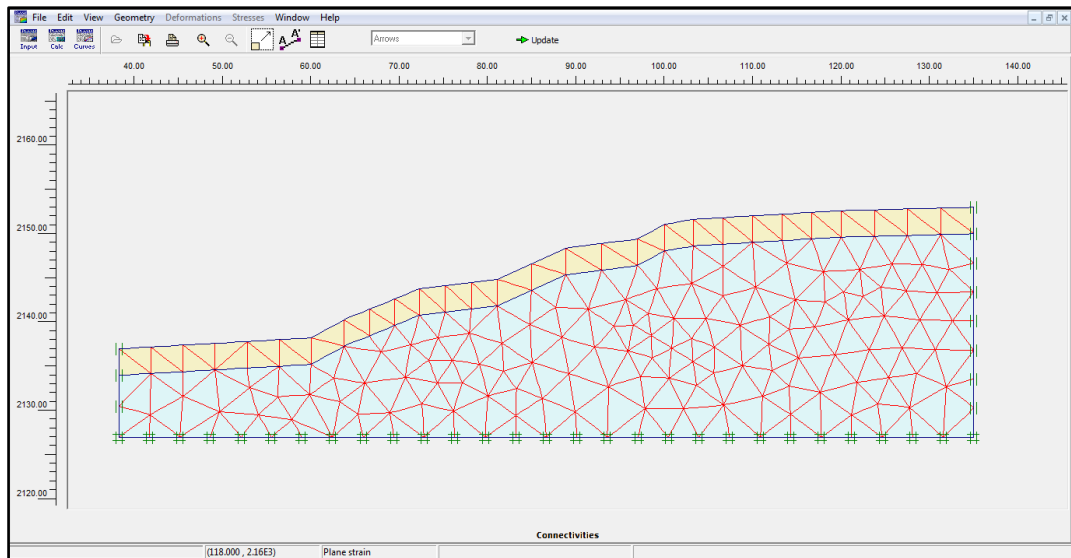 File Edit View Geometry Deformations Stresses Window Help
Input Calc Curves A A' Arrows Update
40.00 50.00 60.00 70.00 80.00 90.00 100.00 110.00 120.00 130.00 140.00
2160.00
2150.00
2140.00
2130.00
2120.00
Connectivities
(118.000 , 2.16E3) Plane strain